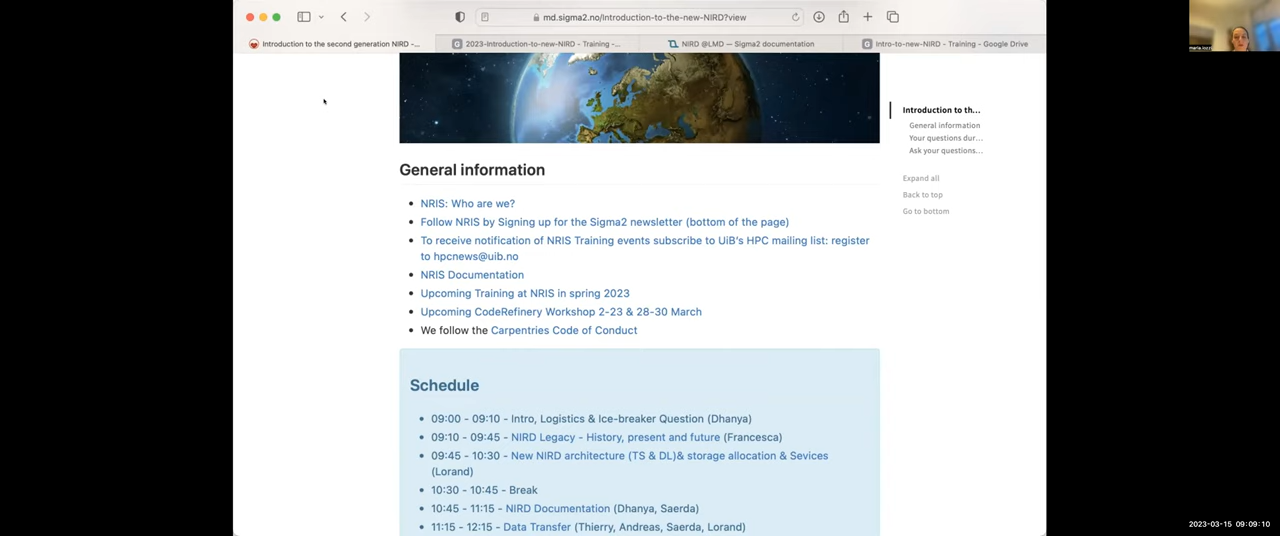 md.sigma2.no/Introduction-to-the-new-NIRD?view
Introduction to the second generation NIRD –...
2023-Introduction-to-new-NIRD - Training -...
NIRD @LMD — Sigma2 documentation
Intro-to-new-NIRD - Training - Google Drive
General information
NRIS: Who are we?
Follow NRIS by Signing up for the Sigma2 newsletter (bottom of the page)
To receive notification of NRIS Training events subscribe to UiB's HPC mailing list: register
to hpcnews@uib.no
NRIS Documentation
Upcoming Training at NRIS in spring 2023
Upcoming CodeRefinery Workshop 2-23 & 28-30 March
We follow the Carpentries Code of Conduct
Schedule
09:00 - 09:10 - Intro, Logistics & Ice-breaker Question (Dhanya)
09:10 - 09:45 - NIRD Legacy - History, present and future (Francesca)
09:45 - 10:30 - New NIRD architecture (TS & DL)& storage allocation & Sevices
(Lorand)
10:30 - 10:45 - Break
10:45 - 11:15 - NIRD Documentation (Dhanya, Saerda)
11:15 - 12:15 - Data Transfer (Thierry, Andreas, Saerda, Lorand)
Introduction to th...
General information
Your questions dur...
Ask your questions...
Expand all
Back to top
Go to bottom
2023-03-15 09:09:10